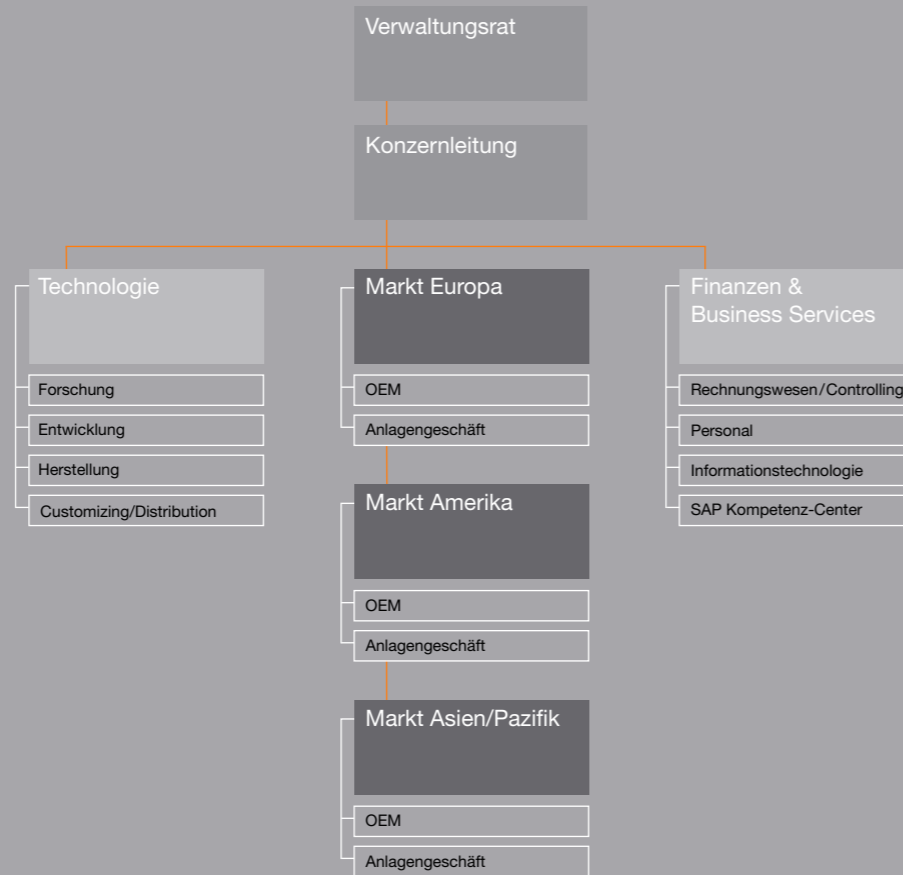 Verwaltungsrat
Konzernleitung
Technologie
Forschung
Entwicklung
Herstellung
Customizing/Distribution
Markt Europa
OEM
Anlagengeschäft
Markt Amerika
OEM
Anlagengeschäft
Markt Asien/Pazifik
OEM
Anlagengeschäft
Finanzen &
Business Services
Rechnungswesen/Controlling
Personal
Informationstechnologie
SAP Kompetenz-Center